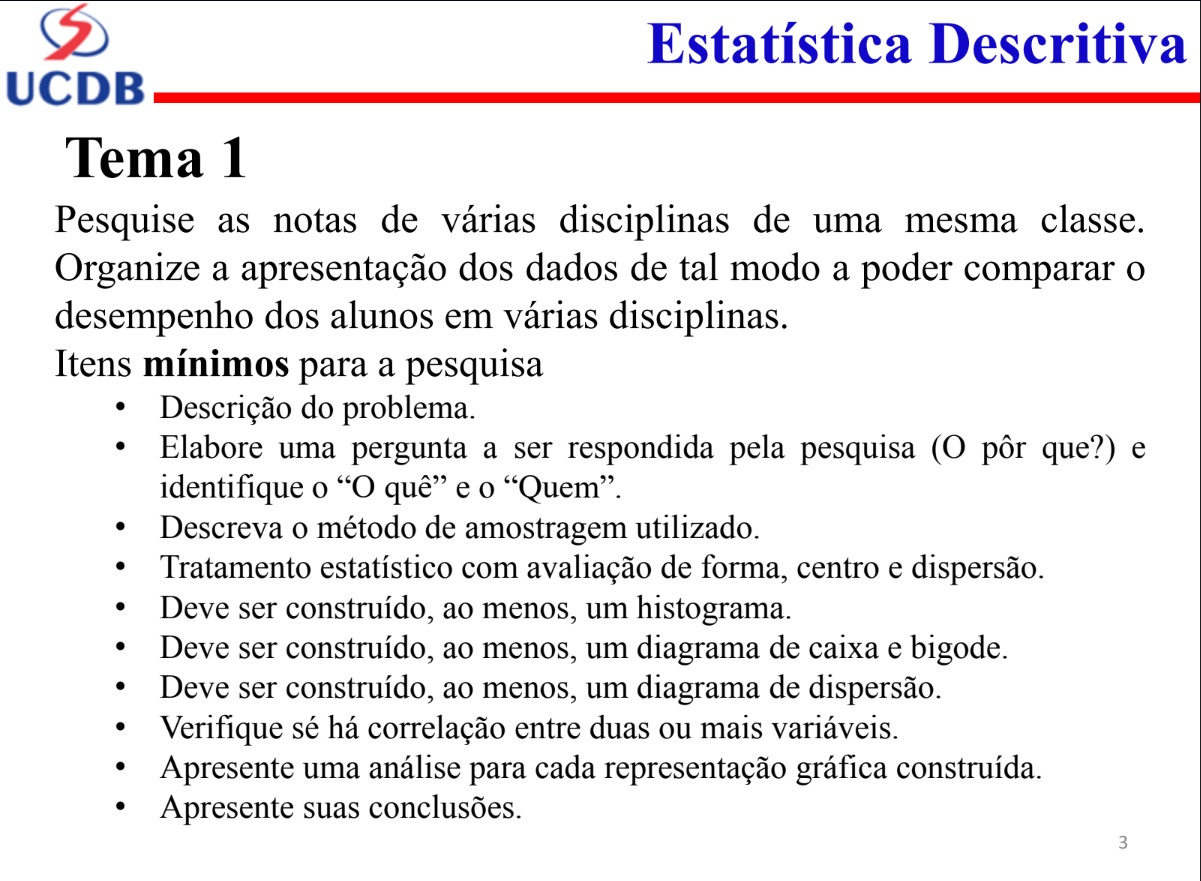 UCDB
Estatística Descritiva
Tema 1
Pesquise as notas de várias disciplinas de uma mesma classe.
Organize a apresentação dos dados de tal modo a poder comparar o
desempenho dos alunos em várias disciplinas.
Itens mínimos para a pesquisa
• Descrição do problema.
• Elabore uma pergunta a ser respondida pela pesquisa (O pôr que?) e
identifique o “O quê” e o “Quem”.
• Descreva o método de amostragem utilizado.
• Tratamento estatístico com avaliação de forma, centro e dispersão.
• Deve ser construído, ao menos, um histograma.
• Deve ser construído, ao menos, um diagrama de caixa e bigode.
• Deve ser construído, ao menos, um diagrama de dispersão.
• Verifique sé há correlação entre duas ou mais variáveis.
• Apresente uma análise para cada representação gráfica construída.
• Apresente suas conclusões.
3